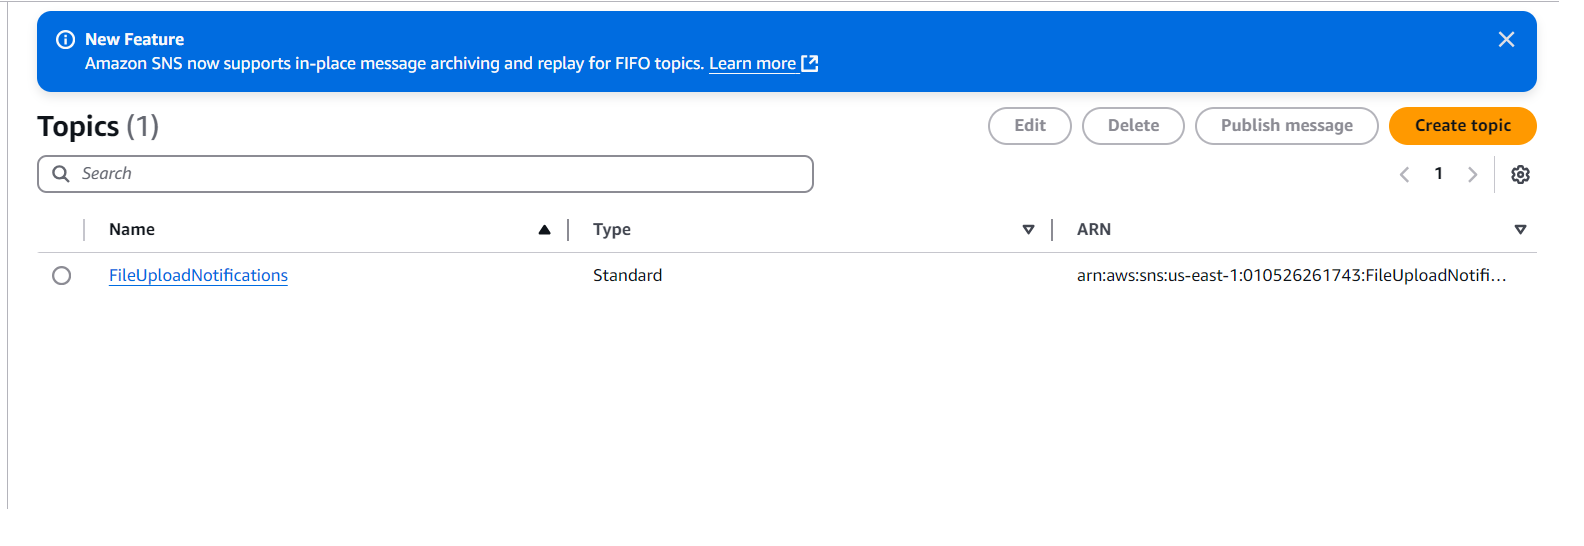 New Feature
Amazon SNS now supports in-place message archiving and replay for FIFO topics. Learn more
Topics (1)
Edit
Delete
Publish message
Create topic
Search
1
Name
Type
ARN
FileUploadNotifications
Standard
arn:aws:sns:us-east-1:010526261743:FileUploadNotifi...